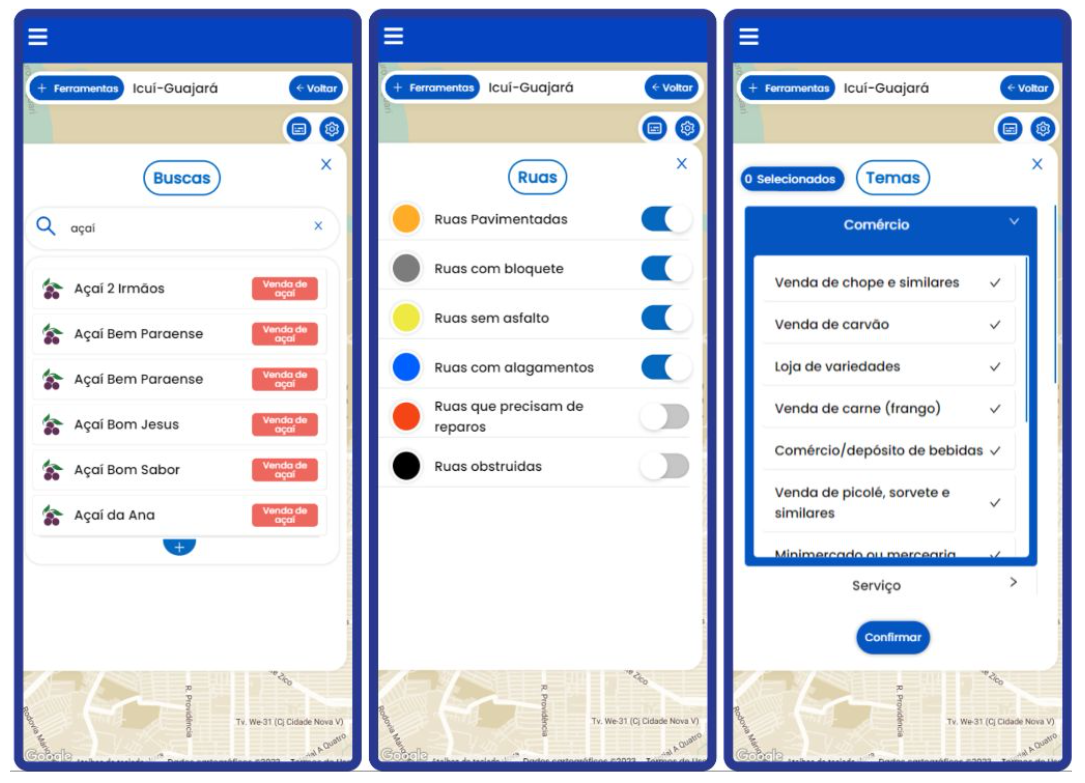 + Ferramentas Icuí-Guajará ← Voltar
Buscas X
açaí X
Açaí 2 Irmãos Venda de açaí
Açaí Bem Paraense Venda de açaí
Açaí Bem Paraense Venda de açaí
Açaí Bom Jesus Venda de açaí
Açaí Bom Sabor Venda de açaí
Açaí da Ana Venda de açaí
+
R. Providência
Tv. We-31 (Cj Cidade Nova V)
Google
+ Ferramentas Icuí-Guajará ← Voltar
Ruas X
Ruas Pavimentadas
Ruas com bloquete
Ruas sem asfalto
Ruas com alagamentos
Ruas que precisam de
reparos
Ruas obstruidas
R. Providência
Tv. We-31 (Cj Cidade Nova V)
Google
+ Ferramentas Icuí-Guajará ← Voltar
0 Selecionados Temas X
Comércio
Venda de chope e similares
Venda de carvão
Loja de variedades
Venda de carne (frango)
Comércio/depósito de bebidas
Venda de picolé, sorvete e
similares
Minimercado ou mercearia
Serviço
Confirmar
R. Providência
Tv. We-31 (Cj Cidade Nova V)
Google